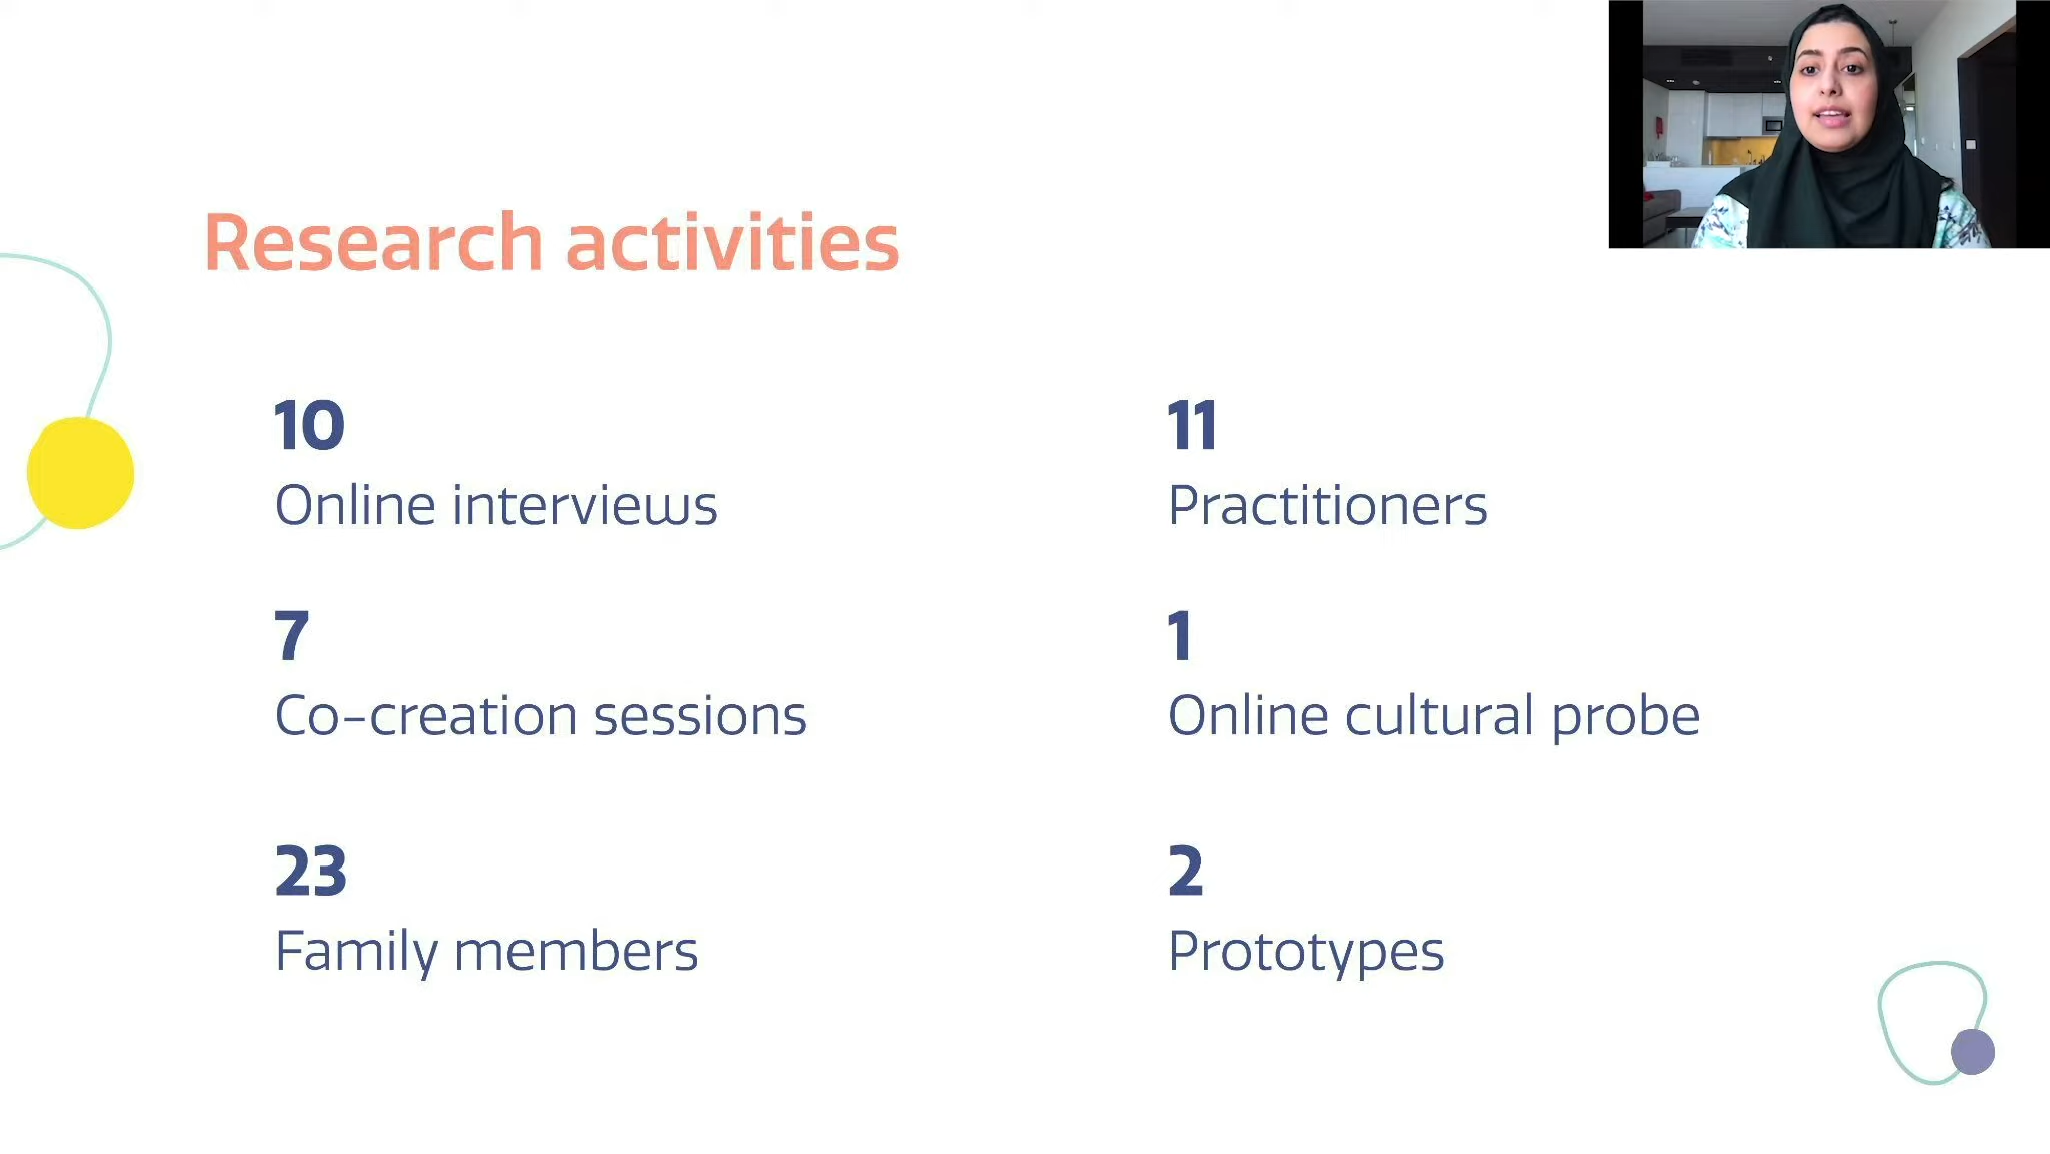 Research activities
10
Online interviews
11
Practitioners
7
Co-creation sessions
1
Online cultural probe
23
Family members
2
Prototypes